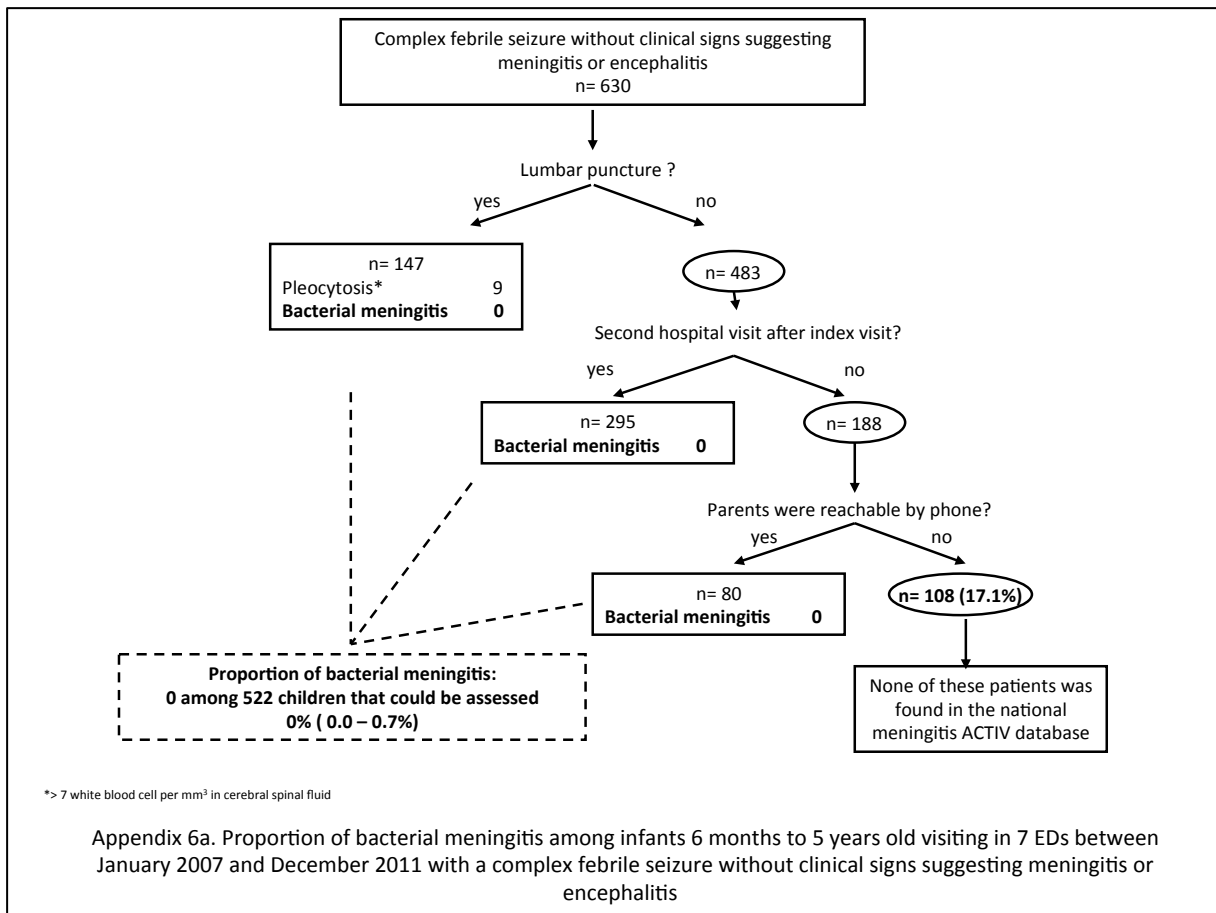 Complex febrile seizure without clinical signs suggesting
meningitis or encephalitis
n= 630
Lumbar puncture ?
yes
no
n= 147
Pleocytosis* 9
Bacterial meningitis 0
n= 483
Second hospital visit after index visit?
yes
no
n= 295
Bacterial meningitis 0
n= 188
Parents were reachable by phone?
yes
no
n= 80
Bacterial meningitis 0
n= 108 (17.1%)
Proportion of bacterial meningitis:
0 among 522 children that could be assessed
0% ( 0.0 – 0.7%)
None of these patients was
found in the national
meningitis ACTIV database
*> 7 white blood cell per mm³ in cerebral spinal fluid
Appendix 6a. Proportion of bacterial meningitis among infants 6 months to 5 years old visiting in 7 EDs between
January 2007 and December 2011 with a complex febrile seizure without clinical signs suggesting meningitis or
encephalitis